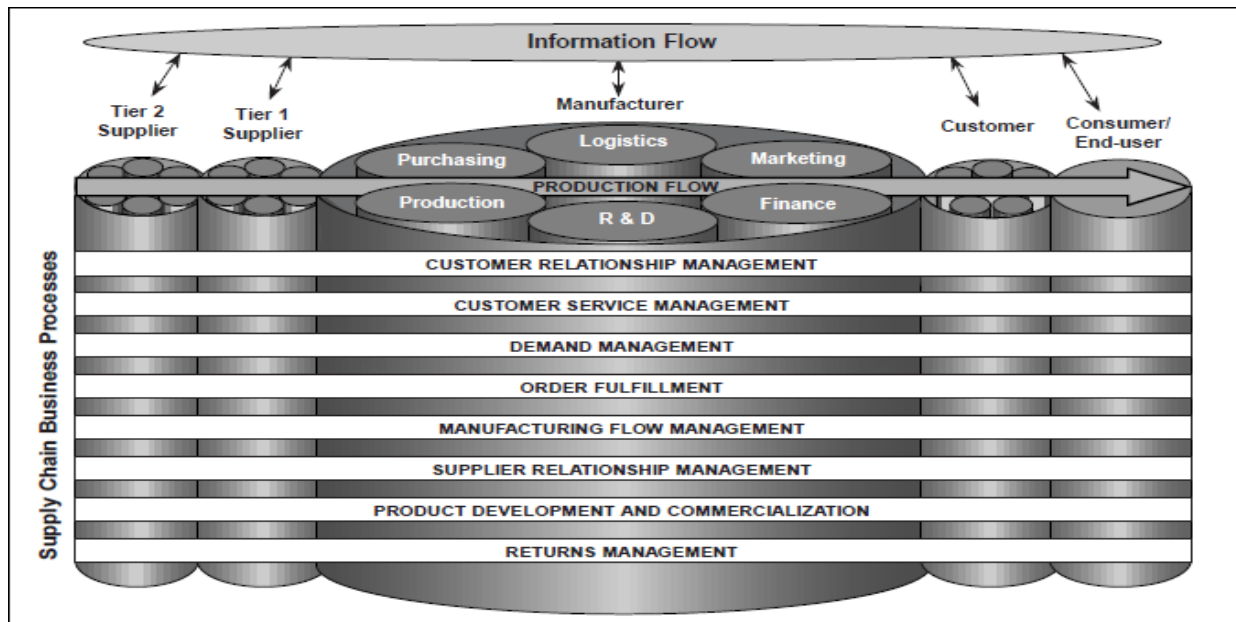 Information Flow
Tier 2
Supplier
Tier 1
Supplier
Manufacturer
Customer
Consumer/
End-user
Logistics
Purchasing
Marketing
PRODUCTION FLOW
Production
R & D
Finance
Supply Chain Business Processes
CUSTOMER RELATIONSHIP MANAGEMENT
CUSTOMER SERVICE MANAGEMENT
DEMAND MANAGEMENT
ORDER FULFILLMENT
MANUFACTURING FLOW MANAGEMENT
SUPPLIER RELATIONSHIP MANAGEMENT
PRODUCT DEVELOPMENT AND COMMERCIALIZATION
RETURNS MANAGEMENT